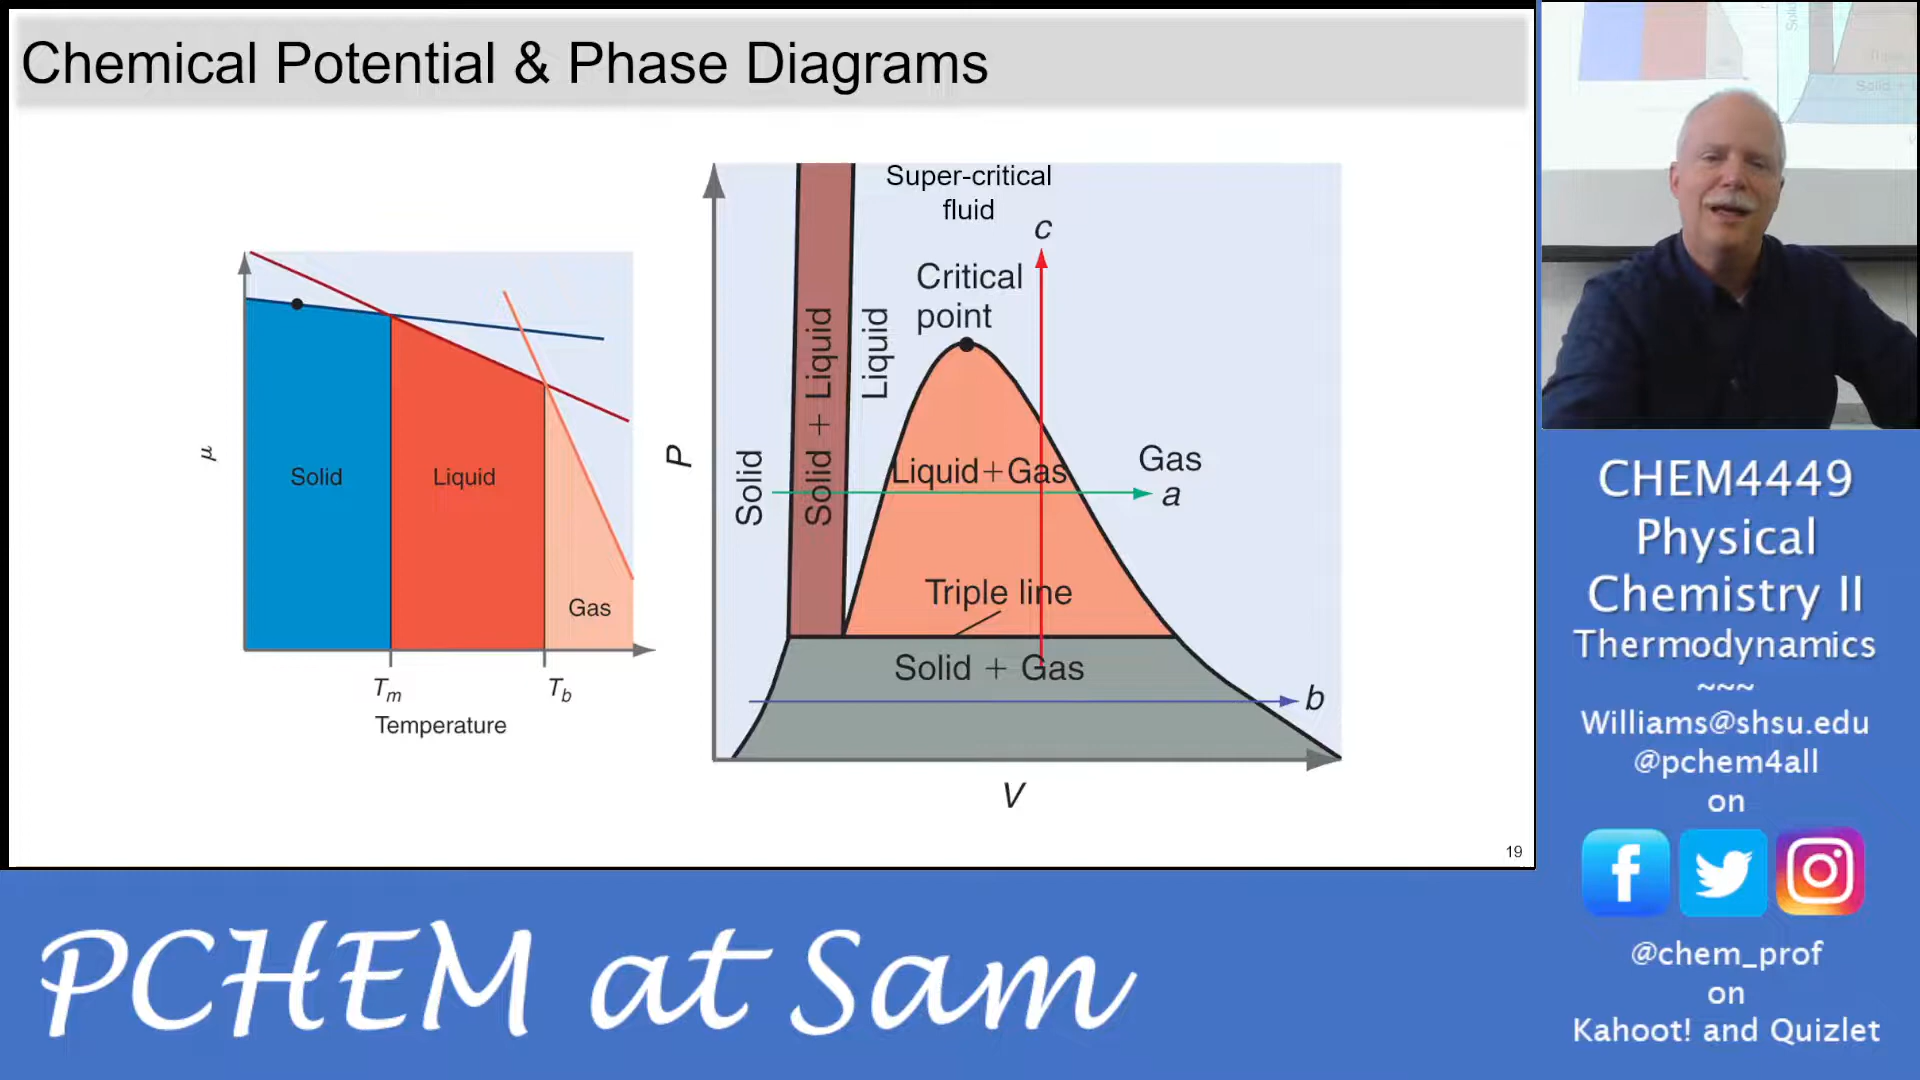 Chemical Potential & Phase Diagrams
μ
Solid
Liquid
Gas
Tm
Tb
Temperature
P
Super-critical
fluid
c
Critical
point
Solid
Solid + Liquid
Liquid
Liquid+Gas
Gas
a
Triple line
Solid + Gas
b
V
19
CHEM4449
Physical
Chemistry II
Thermodynamics
~~~
Williams@shsu.edu
@pchem4all
on
f
@chem_prof
on
Kahoot! and Quizlet
PCHEM at Sam